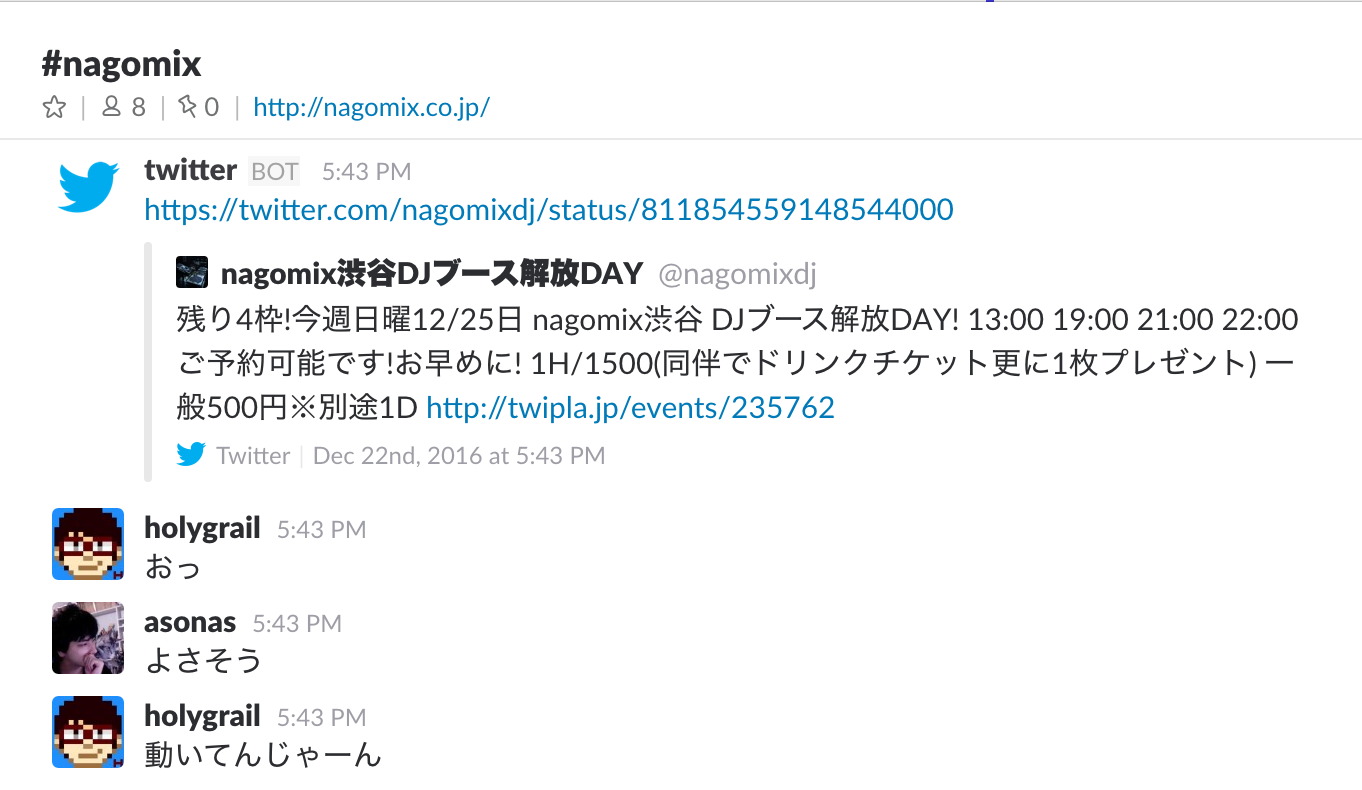 #nagomix
8 0 http://nagomix.co.jp/
twitter BOT 5:43 PM
https://twitter.com/nagomixdj/status/811854559148544000
nagomix渋谷DJブース解放DAY @nagomixdj
残り4枠!今週日曜12/25日 nagomix渋谷 DJブース解放DAY! 13:00 19:00 21:00 22:00
ご予約可能です!お早めに! 1H/1500(同伴でドリンクチケット更に1枚プレゼント) 一
般500円※別途1D http://twipla.jp/events/235762
Twitter | Dec 22nd, 2016 at 5:43 PM
holygrail 5:43 PM
おっ
asonas 5:43 PM
よさそう
holygrail 5:43 PM
動いてんじゃーん